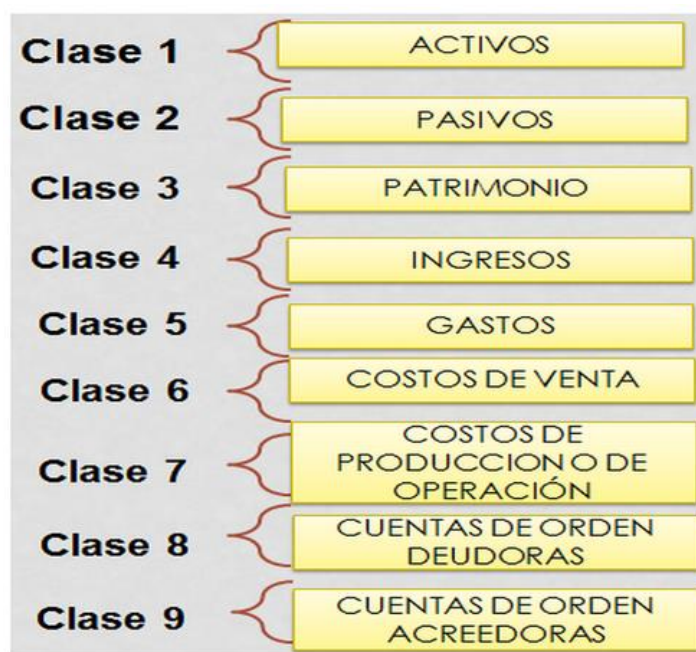 Clase 1
ACTIVOS
Clase 2
PASIVOS
Clase 3
PATRIMONIO
Clase 4
INGRESOS
Clase 5
GASTOS
Clase 6
COSTOS DE VENTA
Clase 7
COSTOS DE
PRODUCCION O DE
OPERACIÓN
Clase 8
CUENTAS DE ORDEN
DEUDORAS
Clase 9
CUENTAS DE ORDEN
ACREEDORAS